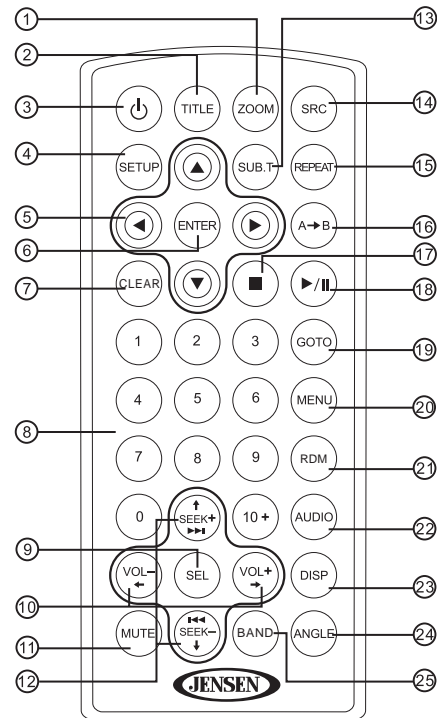 1
13
2
3
TITLE
ZOOM
SRC
14
4
SETUP
SUB.T
REPEAT
15
5
ENTER
A→B
16
6
17
7
CLEAR
18
1
2
3
GOTO
19
4
5
6
MENU
20
8
7
8
9
RDM
21
0
SEEK+
10+
AUDIO
22
9
VOL-
SEL
VOL+
DISP
23
10
11
MUTE
SEEK-
BAND
ANGLE
24
12
25
JENSEN